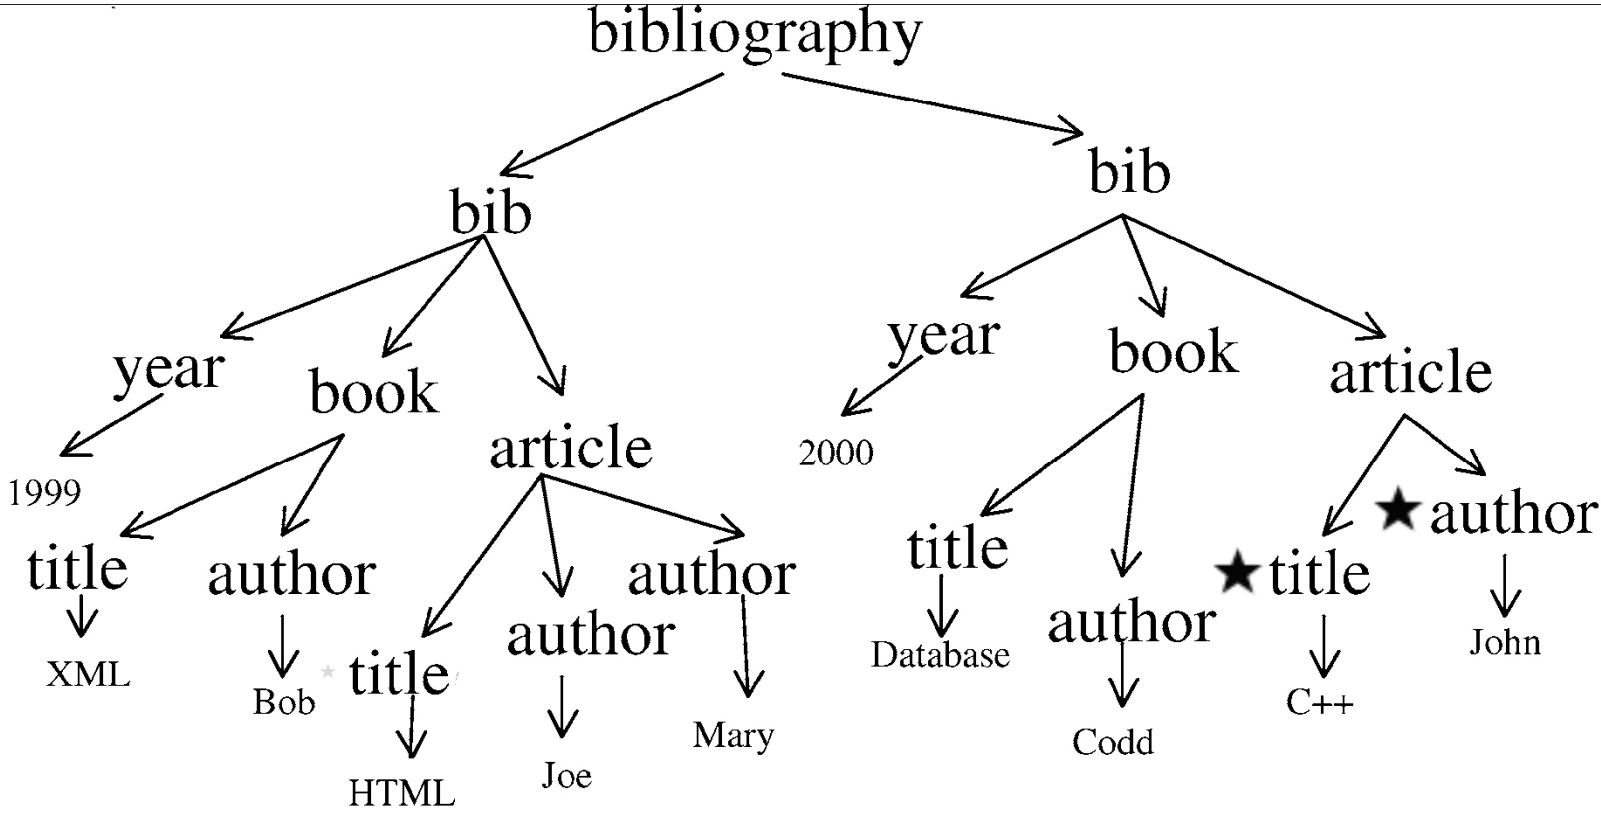 bibliography
bib
bib
year
book
article
year
book
article
1999
title
author
title
author
author
2000
title
author
title
author
XML
Bob
HTML
Joe
Mary
Database
Codd
C++
John